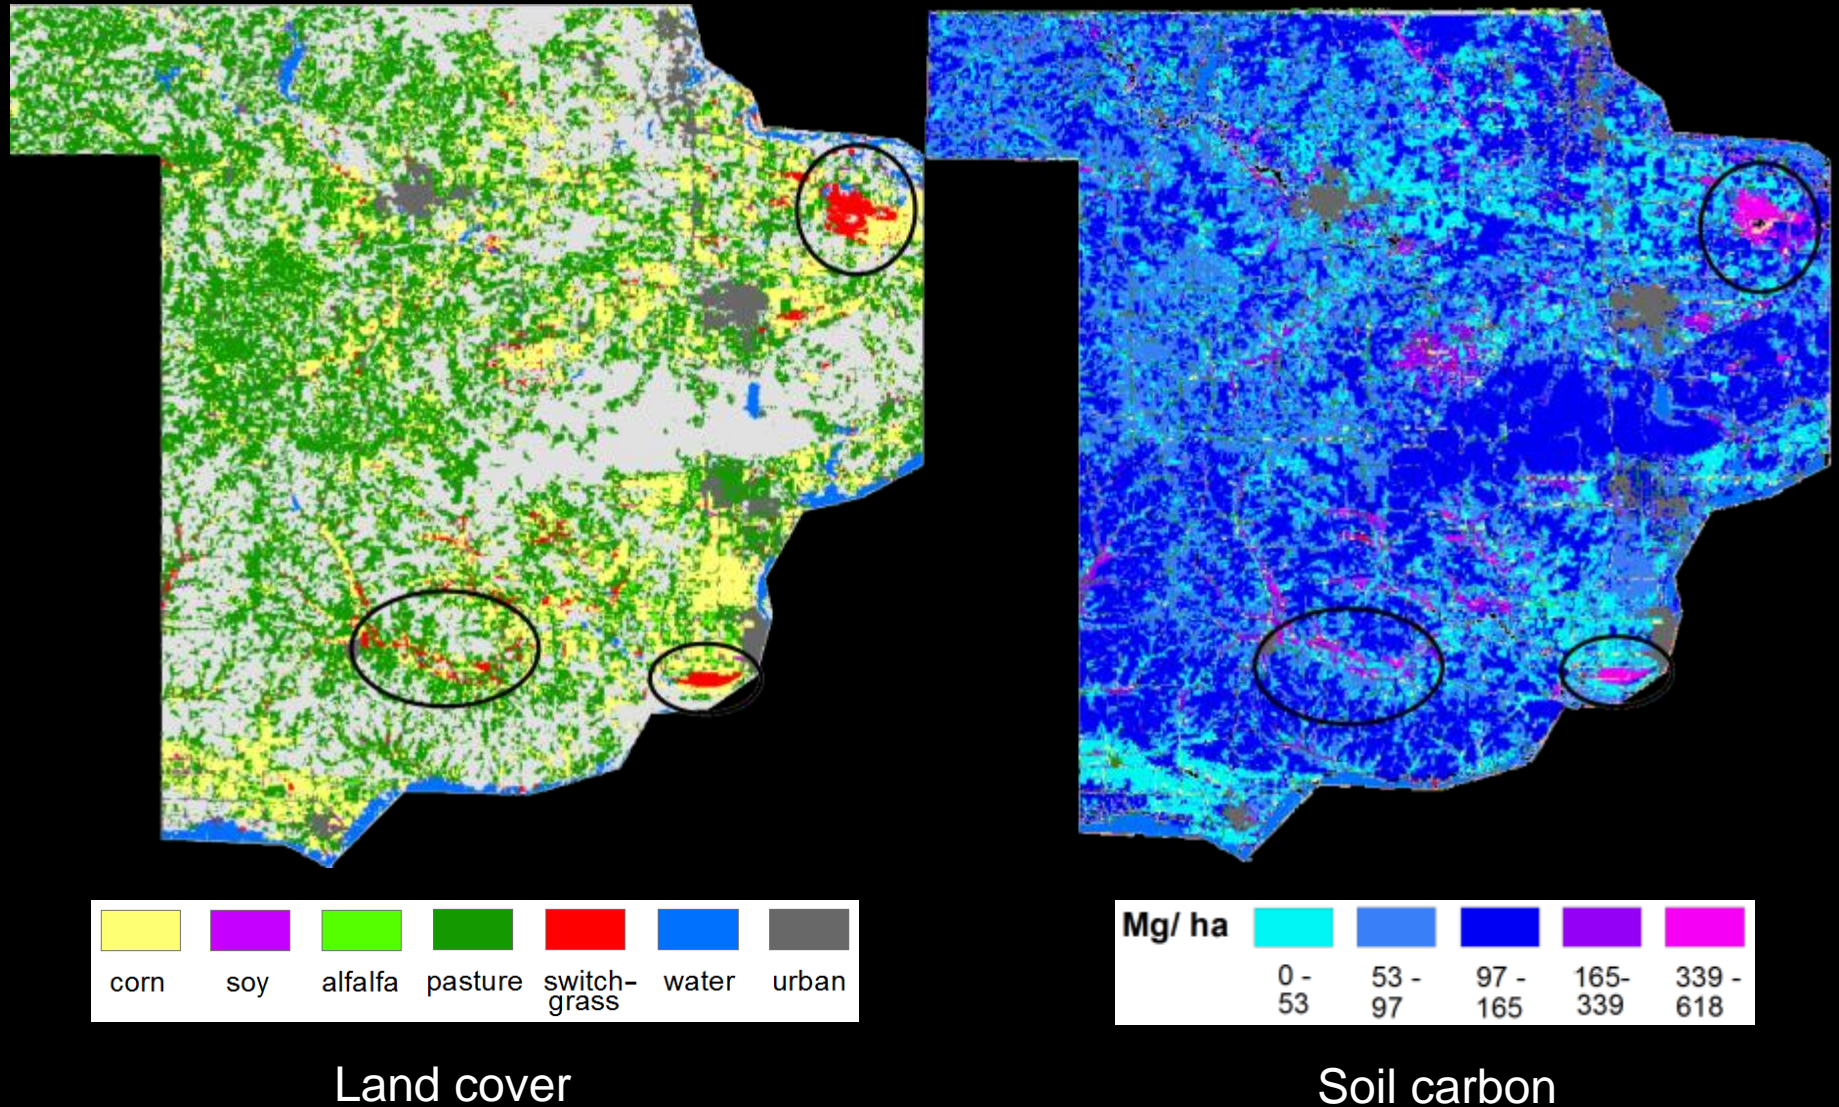 corn soy alfalfa pasture switch- water urban
grass
Mg/ ha
0 - 53 - 97 - 165- 339 -
53 97 165 339 618
Land cover
Soil carbon